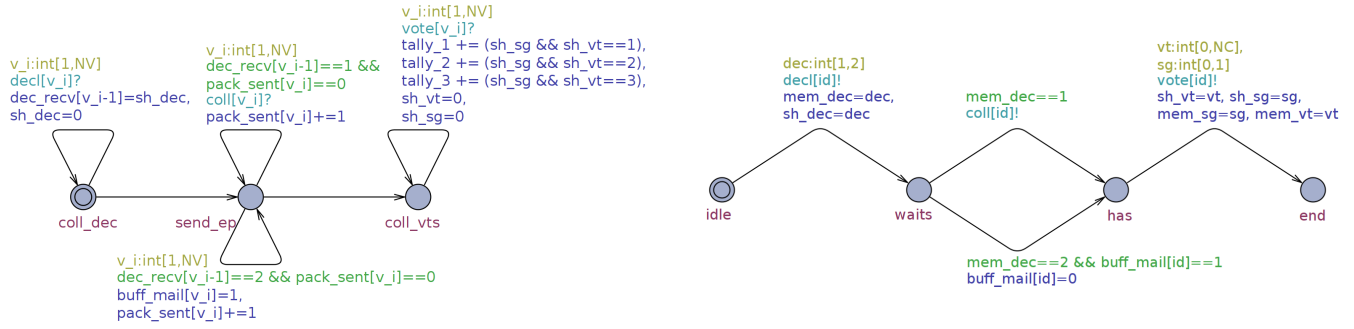 v_i:int[1,NV]
decl[v_i]?
dec_recv[v_i-1]=sh_dec,
sh_dec=0
coll_dec
v_i:int[1,NV]
dec_recv[v_i-1]==1 &&
pack_sent[v_i]==0
coll[v_i]?
pack_sent[v_i]+=1
send_ep
v_i:int[1,NV]
dec_recv[v_i-1]==2 && pack_sent[v_i]==0
buff_mail[v_i]=1,
pack_sent[v_i]+=1
v_i:int[1,NV]
vote[v_i]?
tally_1 += (sh_sg && sh_vt==1),
tally_2 += (sh_sg && sh_vt==2),
tally_3 += (sh_sg && sh_vt==3),
sh_vt=0,
sh_sg=0
coll_vts
idle
dec:int[1,2]
decl[id]!
mem_dec=dec,
sh_dec=dec
waits
mem_dec==1
coll[id]!
mem_dec==2 && buff_mail[id]==1
buff_mail[id]=0
has
vt:int[0,NC],
sg:int[0,1]
vote[id]!
sh_vt=vt, sh_sg=sg,
mem_sg=sg, mem_vt=vt
end